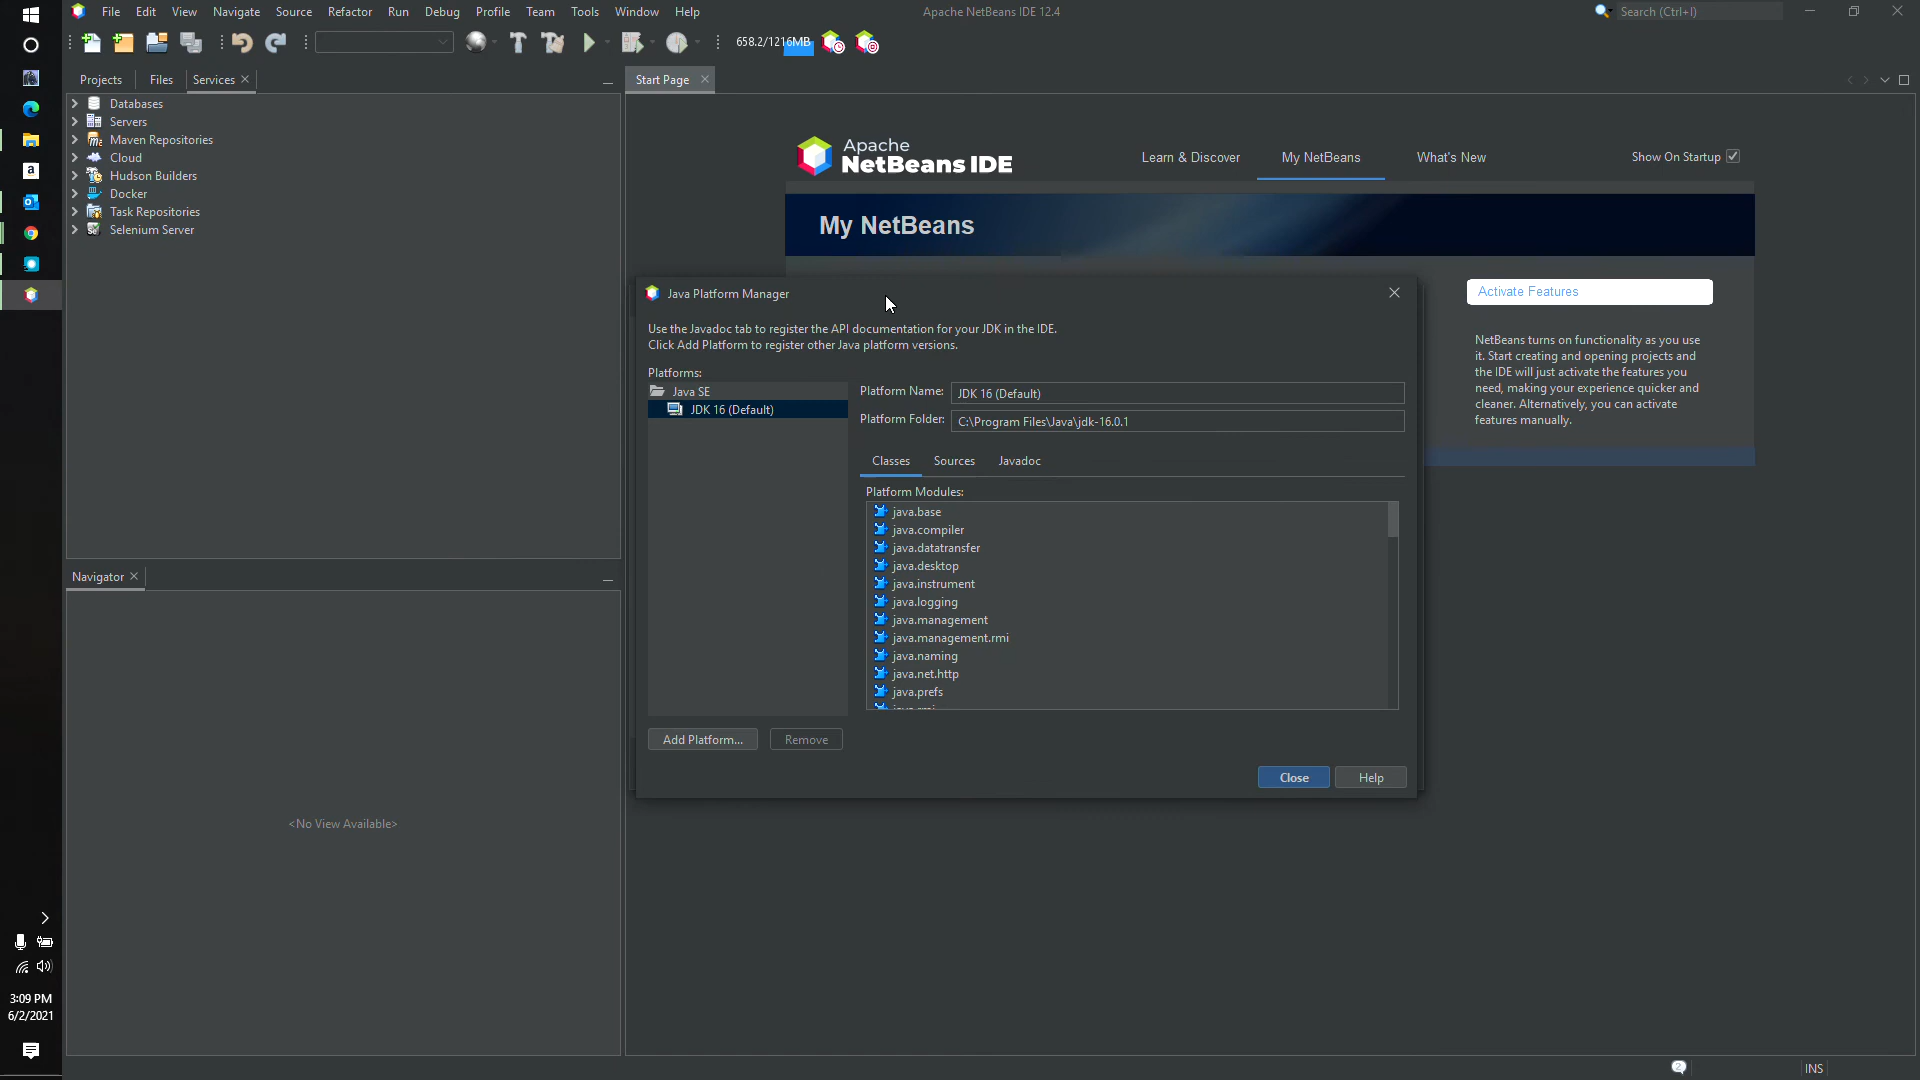 File Edit View Navigate Source Refactor Run Debug Profile Team Tools Window Help
Apache NetBeans IDE 12.4
Search (Ctrl+I)
658.2/1216MB
Projects Files Services
Databases
Servers
Maven Repositories
Cloud
Hudson Builders
Docker
Task Repositories
Selenium Server
Navigator
<No View Available>
Start Page
Apache
NetBeans IDE
Learn & Discover My NetBeans What's New
Show On Startup
My NetBeans
Activate Features
NetBeans turns on functionality as you use
it. Start creating and opening projects and
the IDE will just activate the features you
need, making your experience quicker and
cleaner. Alternatively, you can activate
features manually.
Java Platform Manager
Use the Javadoc tab to register the API documentation for your JDK in the IDE.
Click Add Platform to register other Java platform versions.
Platforms:
Java SE
JDK 16 (Default)
Platform Name: JDK 16 (Default)
Platform Folder: C:\Program Files\Java\jdk-16.0.1
Classes Sources Javadoc
Platform Modules:
java.base
java.compiler
java.datatransfer
java.desktop
java.instrument
java.logging
java.management
java.management.rmi
java.naming
java.net.http
java.prefs
Add Platform... Remove
Close Help
3:09 PM
6/2/2021
INS